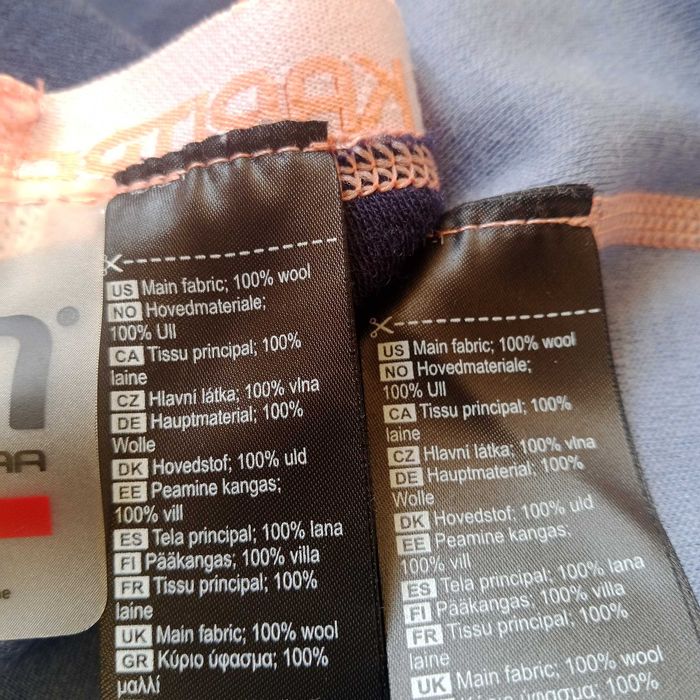 US Main fabric; 100% wool
NO Hovedmateriale;
100% Ull
CA Tissu principal; 100%
laine
CZ Hlavní látka; 100% vlna
DE Hauptmaterial; 100%
Wolle
DK Hovedstof; 100% uld
EE Peamine kangas;
100% vill
ES Tela principal; 100% lana
FI Pääkangas; 100% villa
FR Tissu principal; 100%
laine
UK Main fabric; 100% wool
GR Κύριο ύφασμα; 100%
μαλλί
US Main fabric; 100% wool
NO Hovedmateriale;
100% Ull
CA Tissu principal; 100%
laine
CZ Hlavní látka; 100% vlna
DE Hauptmaterial; 100%
Wolle
DK Hovedstof; 100% uld
EE Peamine kangas;
100% vill
ES Tela principal; 100% lana
FI Pääkangas; 100% villa
FR Tissu principal; 100%
laine
UK Main fabric; 100% wool